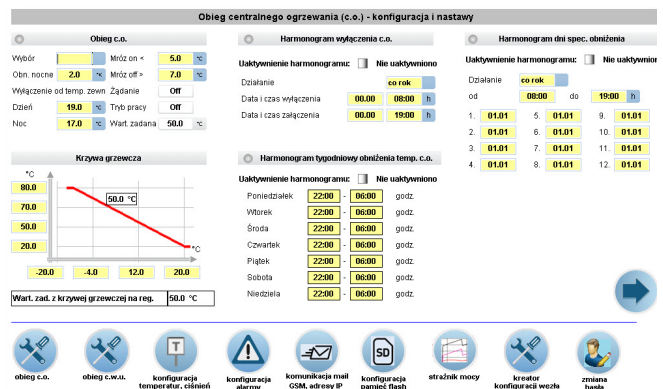 Obieg centralnego ogrzewania (c.o.) - konfiguracja i nastawy
Obieg c.o.
Wybór
Mróz on < 5.0 °C
Obn. nocne 2.0 °K Mróz off > 7.0 °C
Wyłączenie od temp. zewn Żądanie Off
Dzień 19.0 °C Tryb pracy Off
Noc 17.0 °C Wart. zadana 50.0 °C
Krzywa grzewcza
°C
80.0
70.0
50.0
20.0
50.0 °C
°C
-20.0 -4.0 12.0 20.0
Wart. zad. z krzywej grzewczej na reg. 50.0 °C
Harmonogram wyłączenia c.o.
Uaktywnienie harmonogramu: Nie uaktywniono
Działanie co rok
Data i czas wyłączenia 00.00 08:00 h
Data i czas załączenia 00.00 19:00 h
Harmonogram tygodniowy obniżenia temp. c.o.
Uaktywnienie harmonogramu: Nie uaktywniono
Poniedziałek 22:00 - 06:00 godz.
Wtorek 22:00 - 06:00 godz.
Środa 22:00 - 06:00 godz.
Czwartek 22:00 - 06:00 godz.
Piątek 22:00 - 06:00 godz.
Sobota 22:00 - 06:00 godz.
Niedziela 22:00 - 06:00 godz.
Harmonogram dni spec. obniżenia
Uaktywnienie harmonogramu: Nie uaktywnion
Działanie co rok
od 08:00 do 19:00 h
1. 01.01 5. 01.01 9. 01.01
2. 01.01 6. 01.01 10. 01.01
3. 01.01 7. 01.01 11. 01.01
4. 01.01 8. 01.01 12. 01.01
T
SD
obieg c.o.
obieg c.w.u.
konfiguracja
temperatur, ciśnień
konfiguracja
alarmy
komunikacja mail
GSM, adresy IP
konfiguracja
pamięć flash
strażnik mocy
kreator
konfiguracji węzła
zmiana
hasła